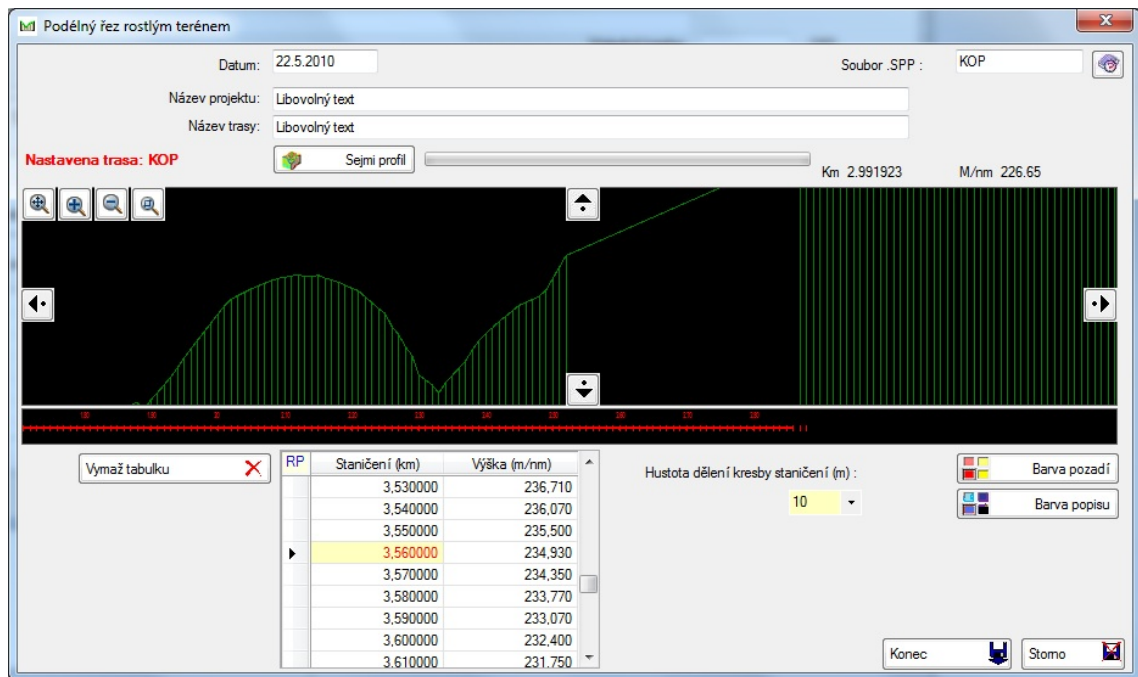 Podélný řez rostlým terénem
Datum: 22.5.2010 Soubor .SPP : KOP
Název projektu: Libovolný text
Název trasy: Libovolný text
Nastavena trasa: KOP Sejmi profil Km 2.991923 M/nm 226.65
Vymaž tabulku
RP Staničení (km) Výška (m/nm)
3,530000 236,710
3,540000 236,070
3,550000 235,500
3,560000 234,930
3,570000 234,350
3,580000 233,770
3,590000 233,070
3,600000 232,400
3,610000 231,750
Hustota dělení kresby staničení (m) :
10
Barva pozadí
Barva popisu
Konec Storno